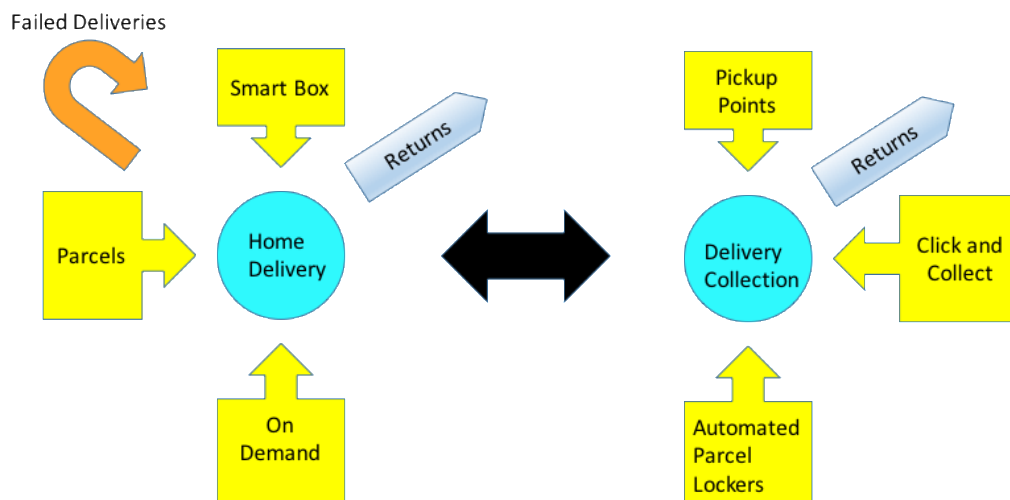 Failed Deliveries
Smart Box
Returns
Pickup
Points
Returns
Parcels
Home
Delivery
Delivery
Collection
Click and
Collect
On
Demand
Automated
Parcel
Lockers